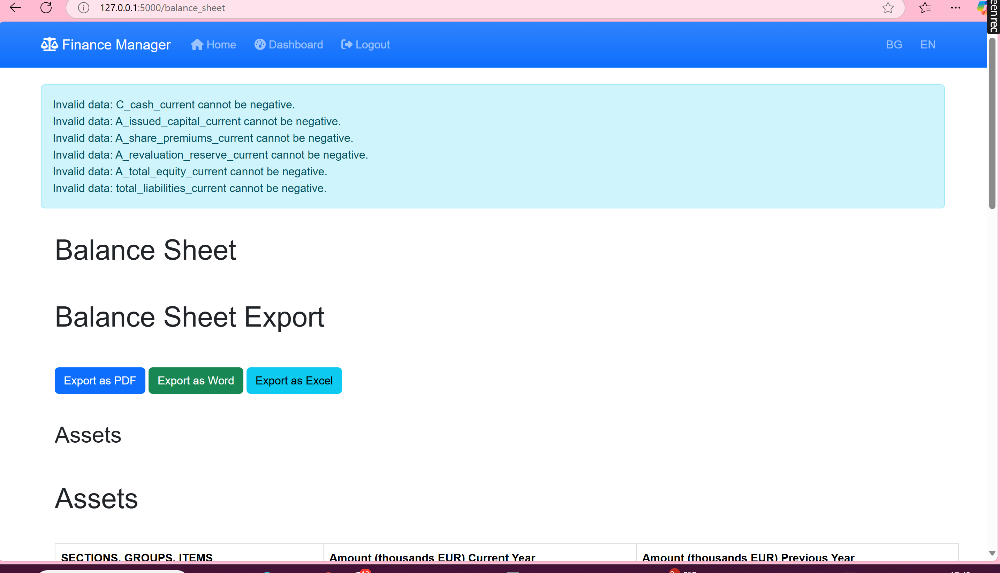 127.0.0.1:5000/balance_sheet
een rec
Finance Manager Home Dashboard Logout BG EN
Invalid data: C_cash_current cannot be negative.
Invalid data: A_issued_capital_current cannot be negative.
Invalid data: A_share_premiums_current cannot be negative.
Invalid data: A_revaluation_reserve_current cannot be negative.
Invalid data: A_total_equity_current cannot be negative.
Invalid data: total_liabilities_current cannot be negative.
Balance Sheet
Balance Sheet Export
Export as PDF Export as Word Export as Excel
Assets
Assets
SECTIONS, GROUPS, ITEMS Amount (thousands EUR) Current Year Amount (thousands EUR) Previous Year